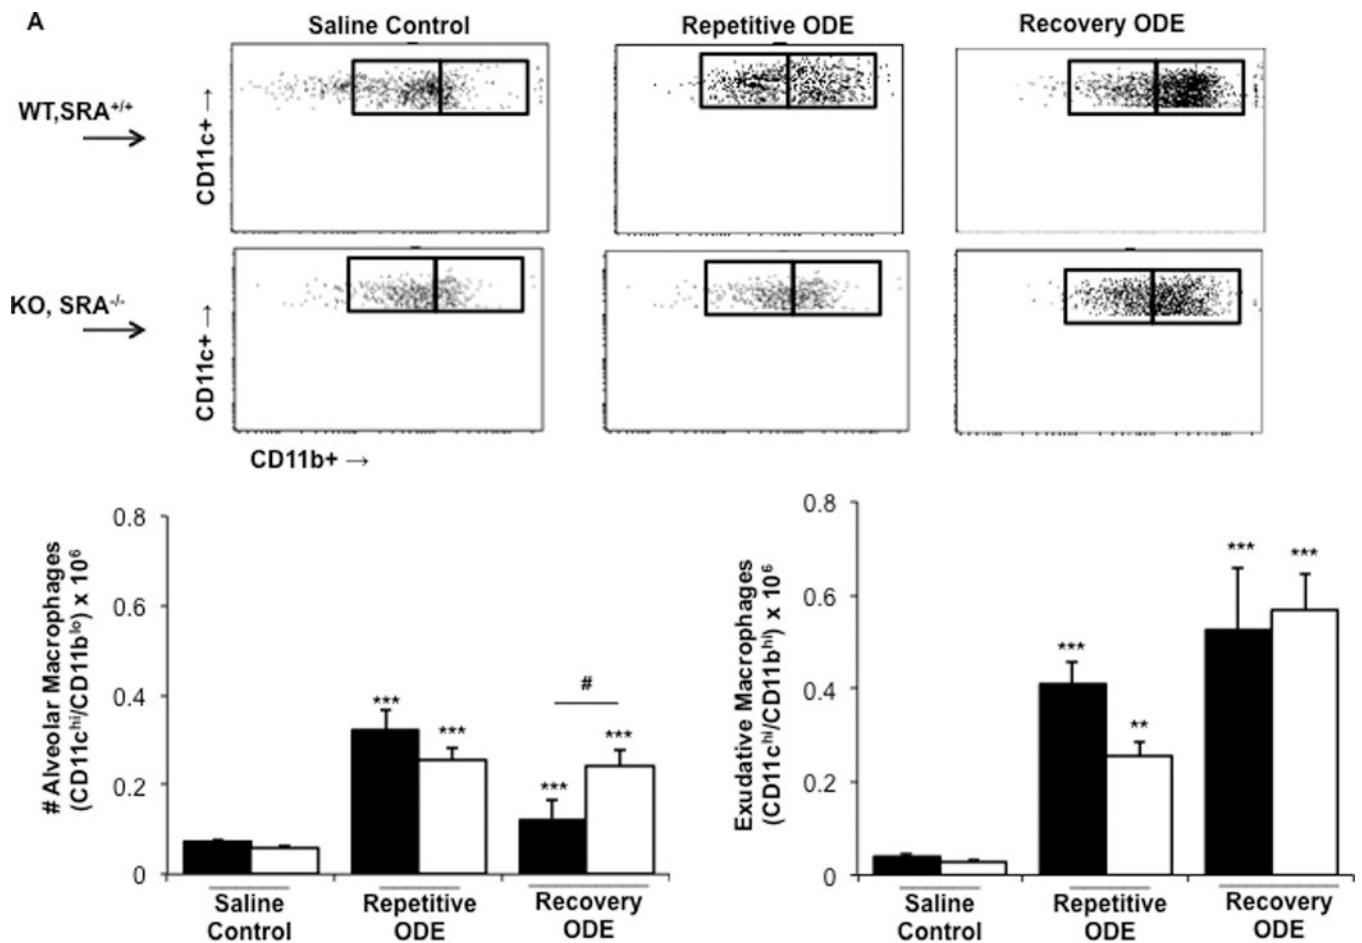 A
Saline Control
Repetitive ODE
Recovery ODE
WT,SRA+/+
CD11c+ →
KO, SRA-/-
CD11c+ →
CD11b+ →
# Alveolar Macrophages
(CD11chi/CD11blo) x 10⁶
0.8
0.6
0.4
0.2
0
***
***
***
#
***
Saline
Control
Repetitive
ODE
Recovery
ODE
Exudative Macrophages
(CD11chi/CD11bhi) x 10⁶
0.8
0.6
0.4
0.2
0
***
**
***
***
Saline
Control
Repetitive
ODE
Recovery
ODE